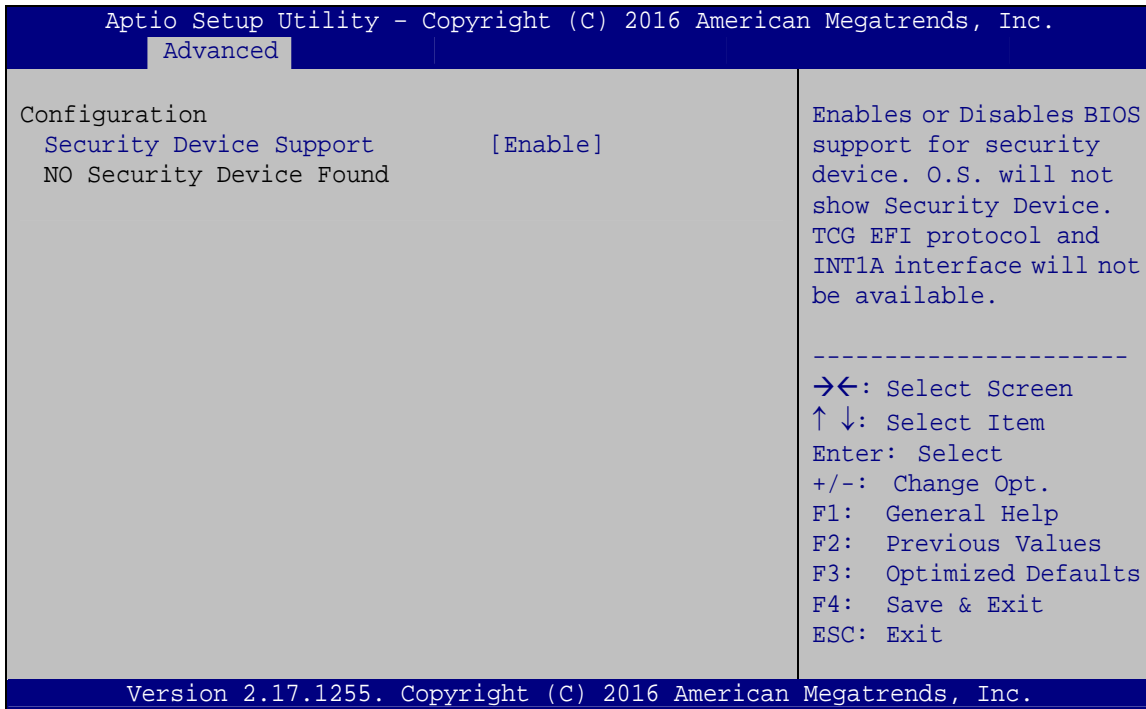 Aptio Setup Utility – Copyright (C) 2016 American Megatrends, Inc.
Advanced
Configuration
Security Device Support [Enable]
NO Security Device Found
Enables or Disables BIOS
support for security
device. O.S. will not
show Security Device.
TCG EFI protocol and
INT1A interface will not
be available.
----------------------
→←: Select Screen
↑ ↓: Select Item
Enter: Select
+/-: Change Opt.
F1: General Help
F2: Previous Values
F3: Optimized Defaults
F4: Save & Exit
ESC: Exit
Version 2.17.1255. Copyright (C) 2016 American Megatrends, Inc.